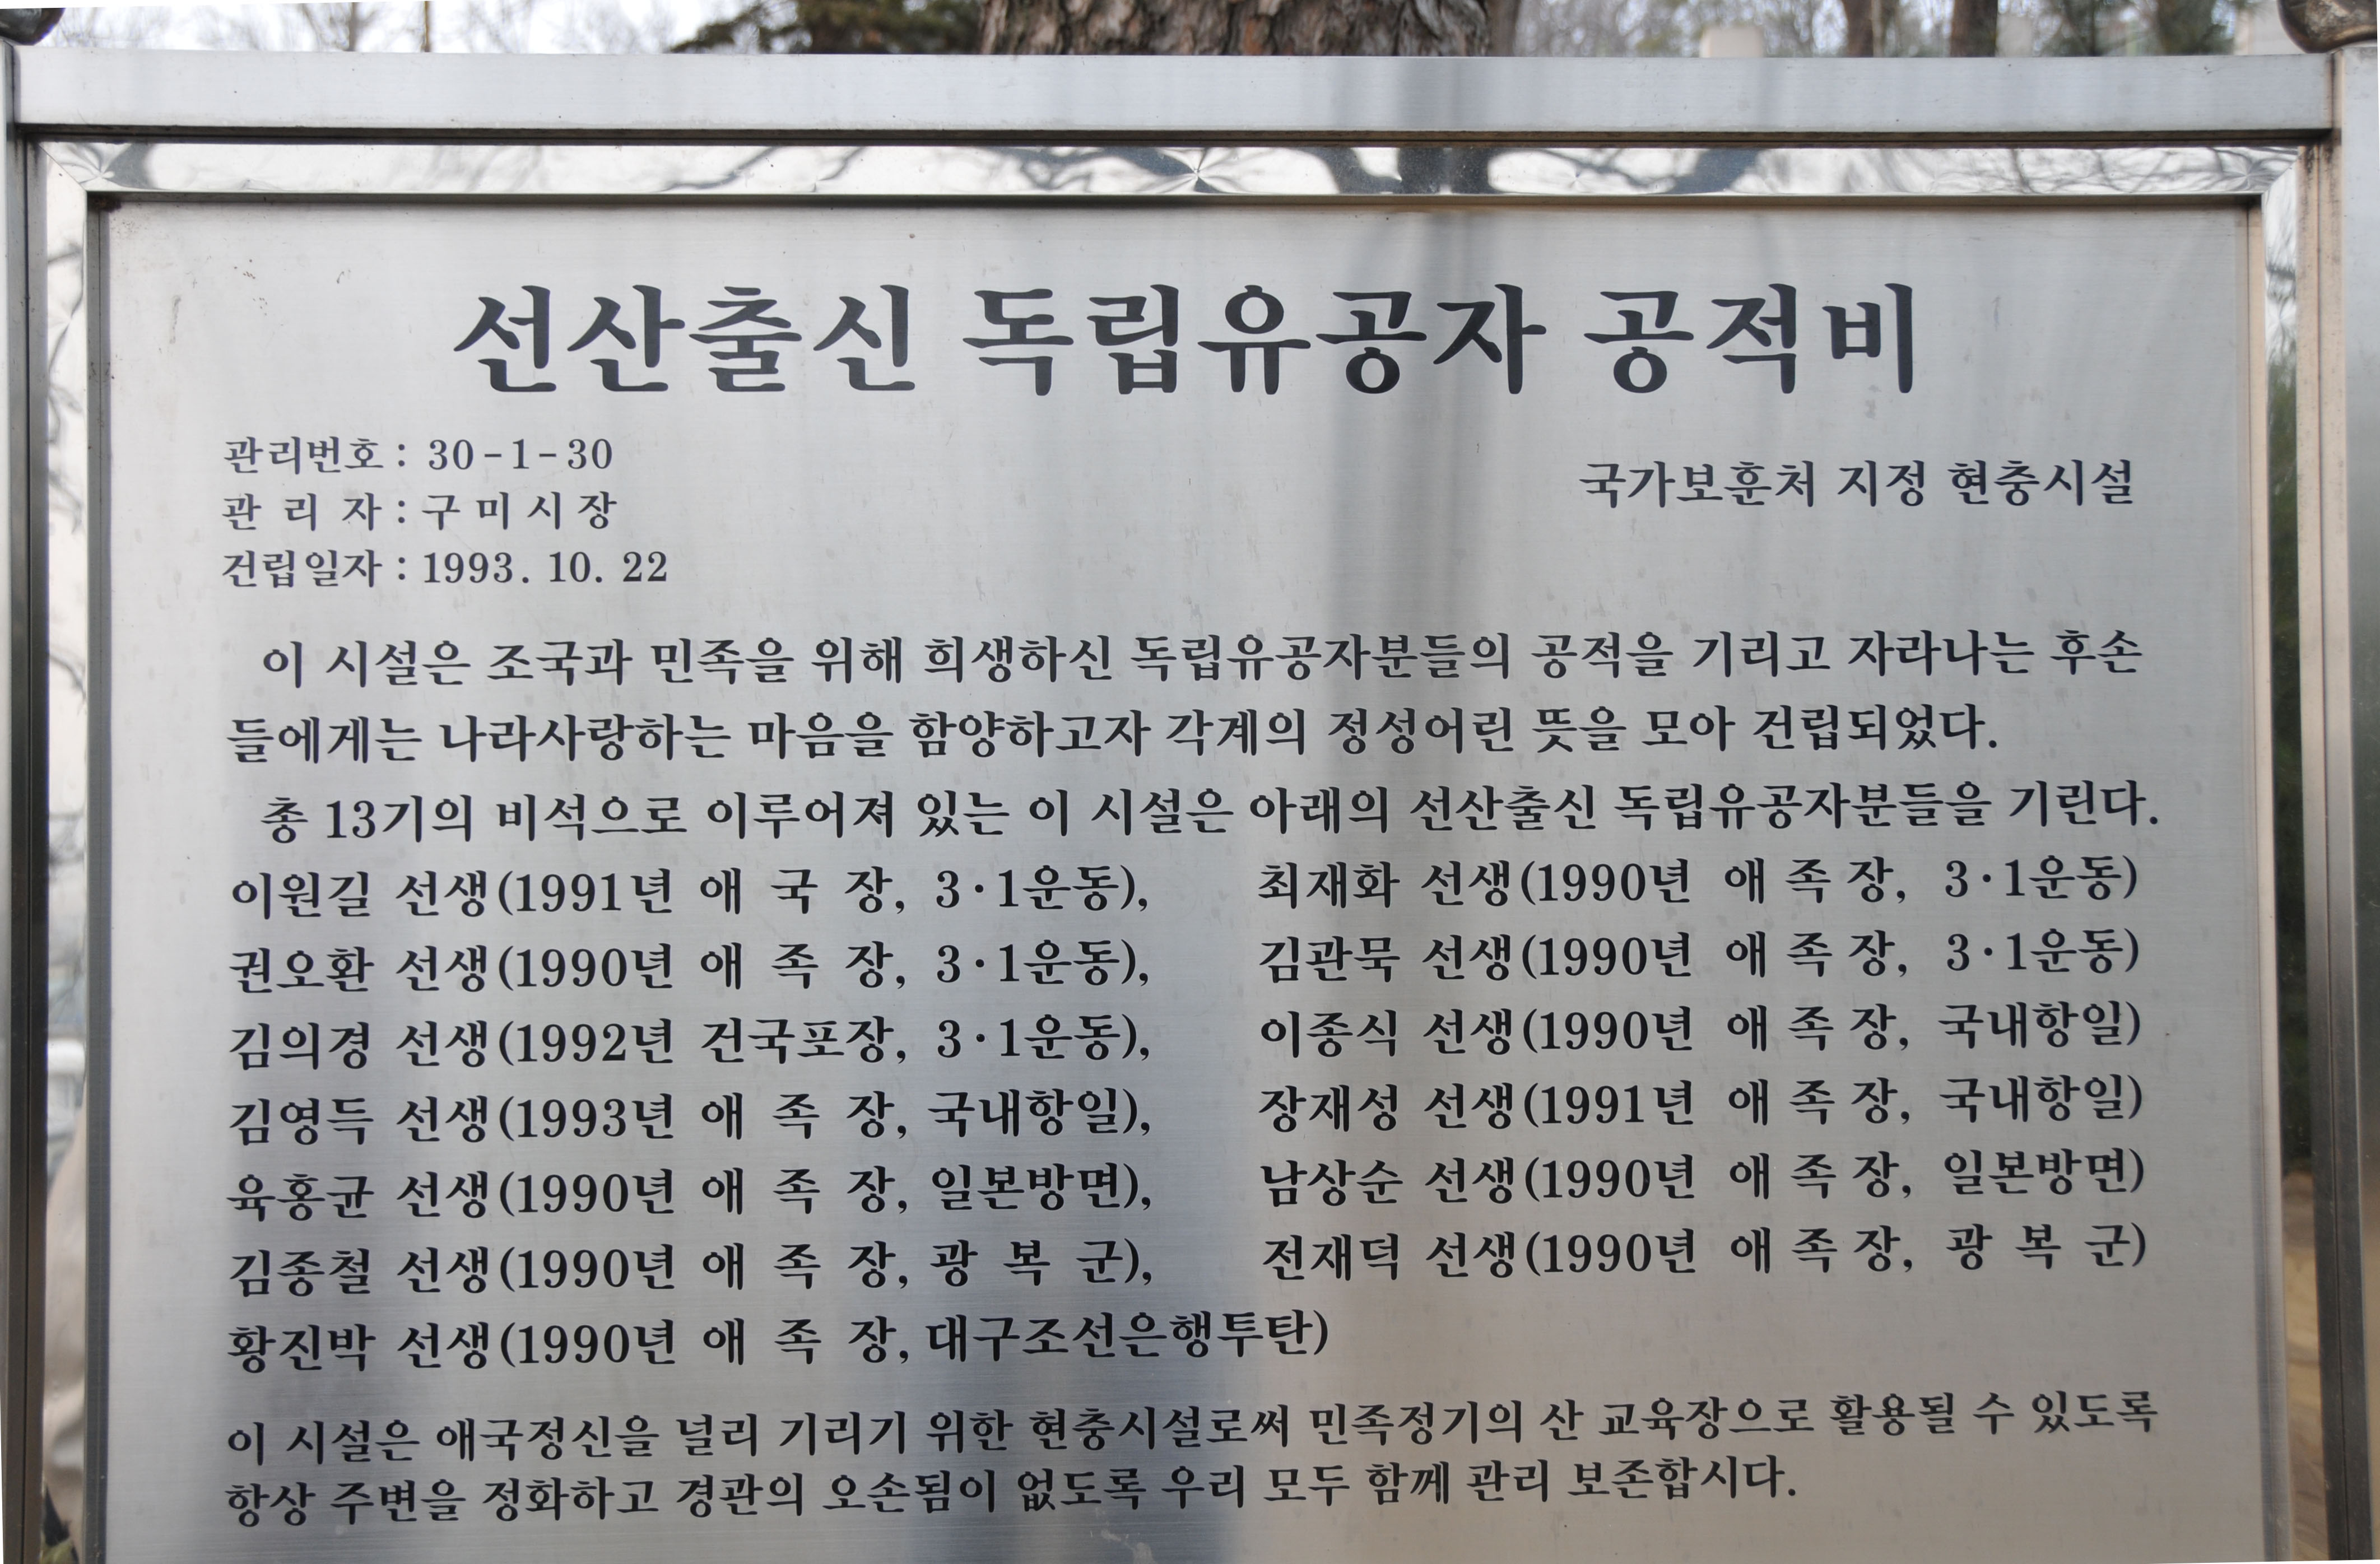 선산출신 독립유공자 공적비
관리번호 : 30-1-30
국가보훈처 지정 현충시설
관 리 자 : 구 미 시 장
건립일자 : 1993. 10. 22
이 시설은 조국과 민족을 위해 희생하신 독립유공자분들의 공적을 기리고 자라나는 후손
들에게는 나라사랑하는 마음을 함양하고자 각계의 정성어린 뜻을 모아 건립되었다.
총 13기의 비석으로 이루어져 있는 이 시설은 아래의 선산출신 독립유공자분들을 기린다.
이원길 선생(1991년 애 국 장, 3·1운동), 최재화 선생(1990년 애 족 장, 3·1운동)
권오환 선생(1990년 애 족 장, 3·1운동), 김관묵 선생(1990년 애 족 장, 3·1운동)
김의경 선생(1992년 건국포장, 3·1운동), 이종식 선생(1990년 애 족 장, 국내항일)
김영득 선생(1993년 애 족 장, 국내항일), 장재성 선생(1991년 애 족 장, 국내항일)
육홍균 선생(1990년 애 족 장, 일본방면), 남상순 선생(1990년 애 족 장, 일본방면)
김종철 선생(1990년 애 족 장, 광 복 군), 전재덕 선생(1990년 애 족 장, 광 복 군)
황진박 선생(1990년 애 족 장, 대구조선은행투탄)
이 시설은 애국정신을 널리 기리기 위한 현충시설로써 민족정기의 산 교육장으로 활용될 수 있도록
항상 주변을 정화하고 경관의 오손됨이 없도록 우리 모두 함께 관리 보존합시다.